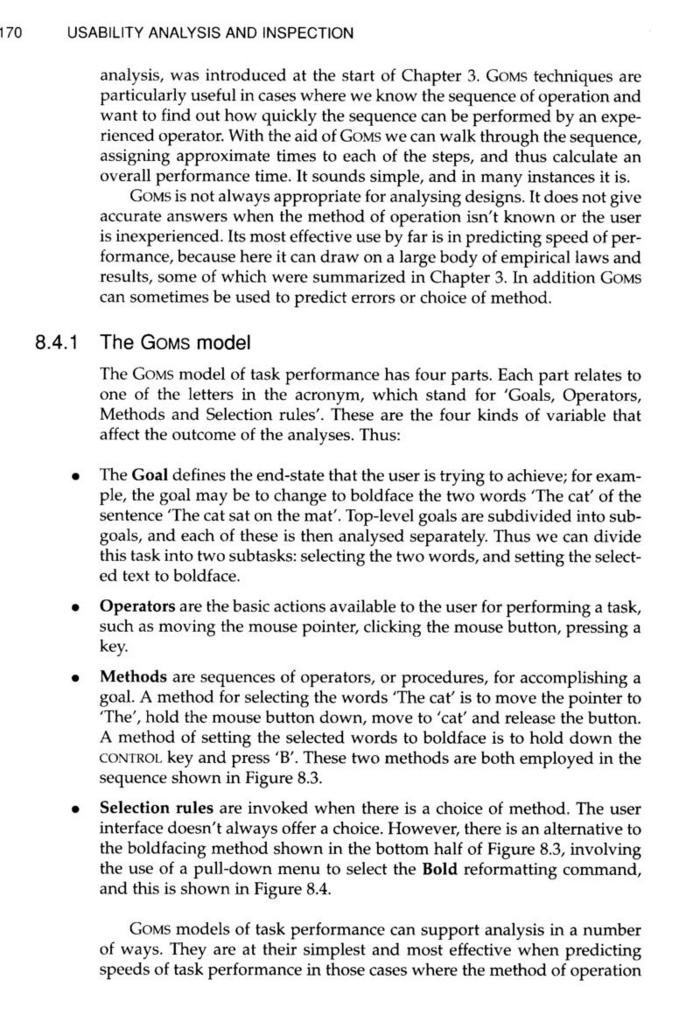 170 USABILITY ANALYSIS AND INSPECTION
analysis, was introduced at the start of Chapter 3. GOMS techniques are
particularly useful in cases where we know the sequence of operation and
want to find out how quickly the sequence can be performed by an expe-
rienced operator. With the aid of GOMS we can walk through the sequence,
assigning approximate times to each of the steps, and thus calculate an
overall performance time. It sounds simple, and in many instances it is.
GOMS is not always appropriate for analysing designs. It does not give
accurate answers when the method of operation isn't known or the user
is inexperienced. Its most effective use by far is in predicting speed of per-
formance, because here it can draw on a large body of empirical laws and
results, some of which were summarized in Chapter 3. In addition GOMS
can sometimes be used to predict errors or choice of method.
8.4.1 The GOMS model
The GOMS model of task performance has four parts. Each part relates to
one of the letters in the acronym, which stand for 'Goals, Operators,
Methods and Selection rules'. These are the four kinds of variable that
affect the outcome of the analyses. Thus:
• The Goal defines the end-state that the user is trying to achieve; for exam-
ple, the goal may be to change to boldface the two words 'The cat' of the
sentence 'The cat sat on the mat'. Top-level goals are subdivided into sub-
goals, and each of these is then analysed separately. Thus we can divide
this task into two subtasks: selecting the two words, and setting the select-
ed text to boldface.
• Operators are the basic actions available to the user for performing a task,
such as moving the mouse pointer, clicking the mouse button, pressing a
key.
• Methods are sequences of operators, or procedures, for accomplishing a
goal. A method for selecting the words 'The cat' is to move the pointer to
'The', hold the mouse button down, move to 'cat' and release the button.
A method of setting the selected words to boldface is to hold down the
CONTROL key and press 'B'. These two methods are both employed in the
sequence shown in Figure 8.3.
• Selection rules are invoked when there is a choice of method. The user
interface doesn't always offer a choice. However, there is an alternative to
the boldfacing method shown in the bottom half of Figure 8.3, involving
the use of a pull-down menu to select the Bold reformatting command,
and this is shown in Figure 8.4.
GOMS models of task performance can support analysis in a number
of ways. They are at their simplest and most effective when predicting
speeds of task performance in those cases where the method of operation